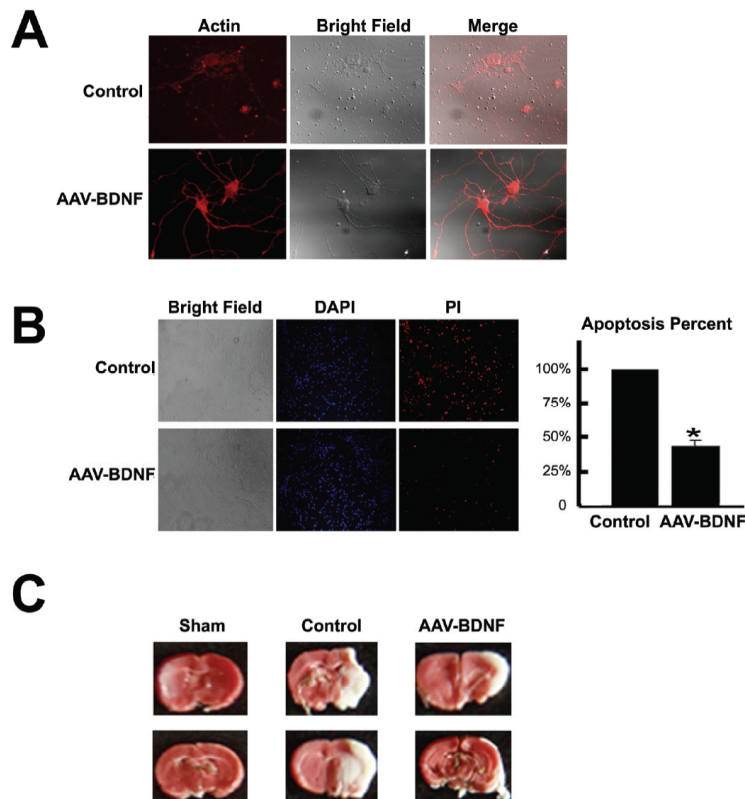 A
Actin Bright Field Merge
Control
AAV-BDNF
B
Bright Field DAPI PI
Control
AAV-BDNF
Apoptosis Percent
100%
75%
50%
25%
0
*
Control AAV-BDNF
C
Sham Control AAV-BDNF